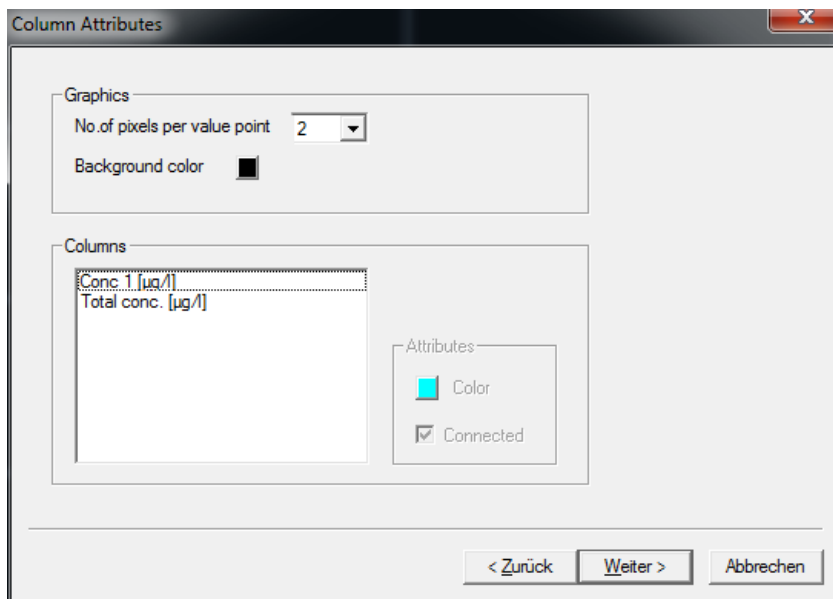 Column Attributes
Graphics
No.of pixels per value point 2
Background color
Columns
Conc 1 [µg/l]
Total conc. [µg/l]
Attributes
Color
Connected
< Zurück Weiter > Abbrechen